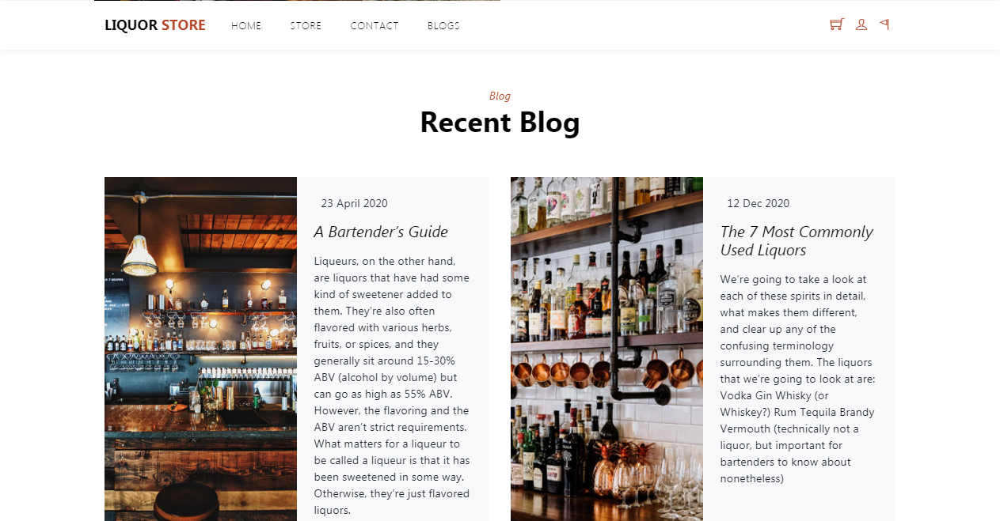 LIQUOR STORE HOME STORE CONTACT BLOGS
Blog
Recent Blog
23 April 2020
A Bartender's Guide
Liqueurs, on the other hand,
are liquors that have had some
kind of sweetener added to
them. They're also often
flavored with various herbs,
fruits, or spices, and they
generally sit around 15-30%
ABV (alcohol by volume) but
can go as high as 55% ABV.
However, the flavoring and the
ABV aren't strict requirements.
What matters for a liqueur to
be called a liqueur is that it has
been sweetened in some way.
Otherwise, they're just flavored
liquors.
12 Dec 2020
The 7 Most Commonly
Used Liquors
We're going to take a look at
each of these spirits in detail,
what makes them different,
and clear up any of the
confusing terminology
surrounding them. The liquors
that we're going to look at are:
Vodka Gin Whisky (or
Whiskey?) Rum Tequila Brandy
Vermouth (technically not a
liquor, but important for
bartenders to know about
nonetheless)